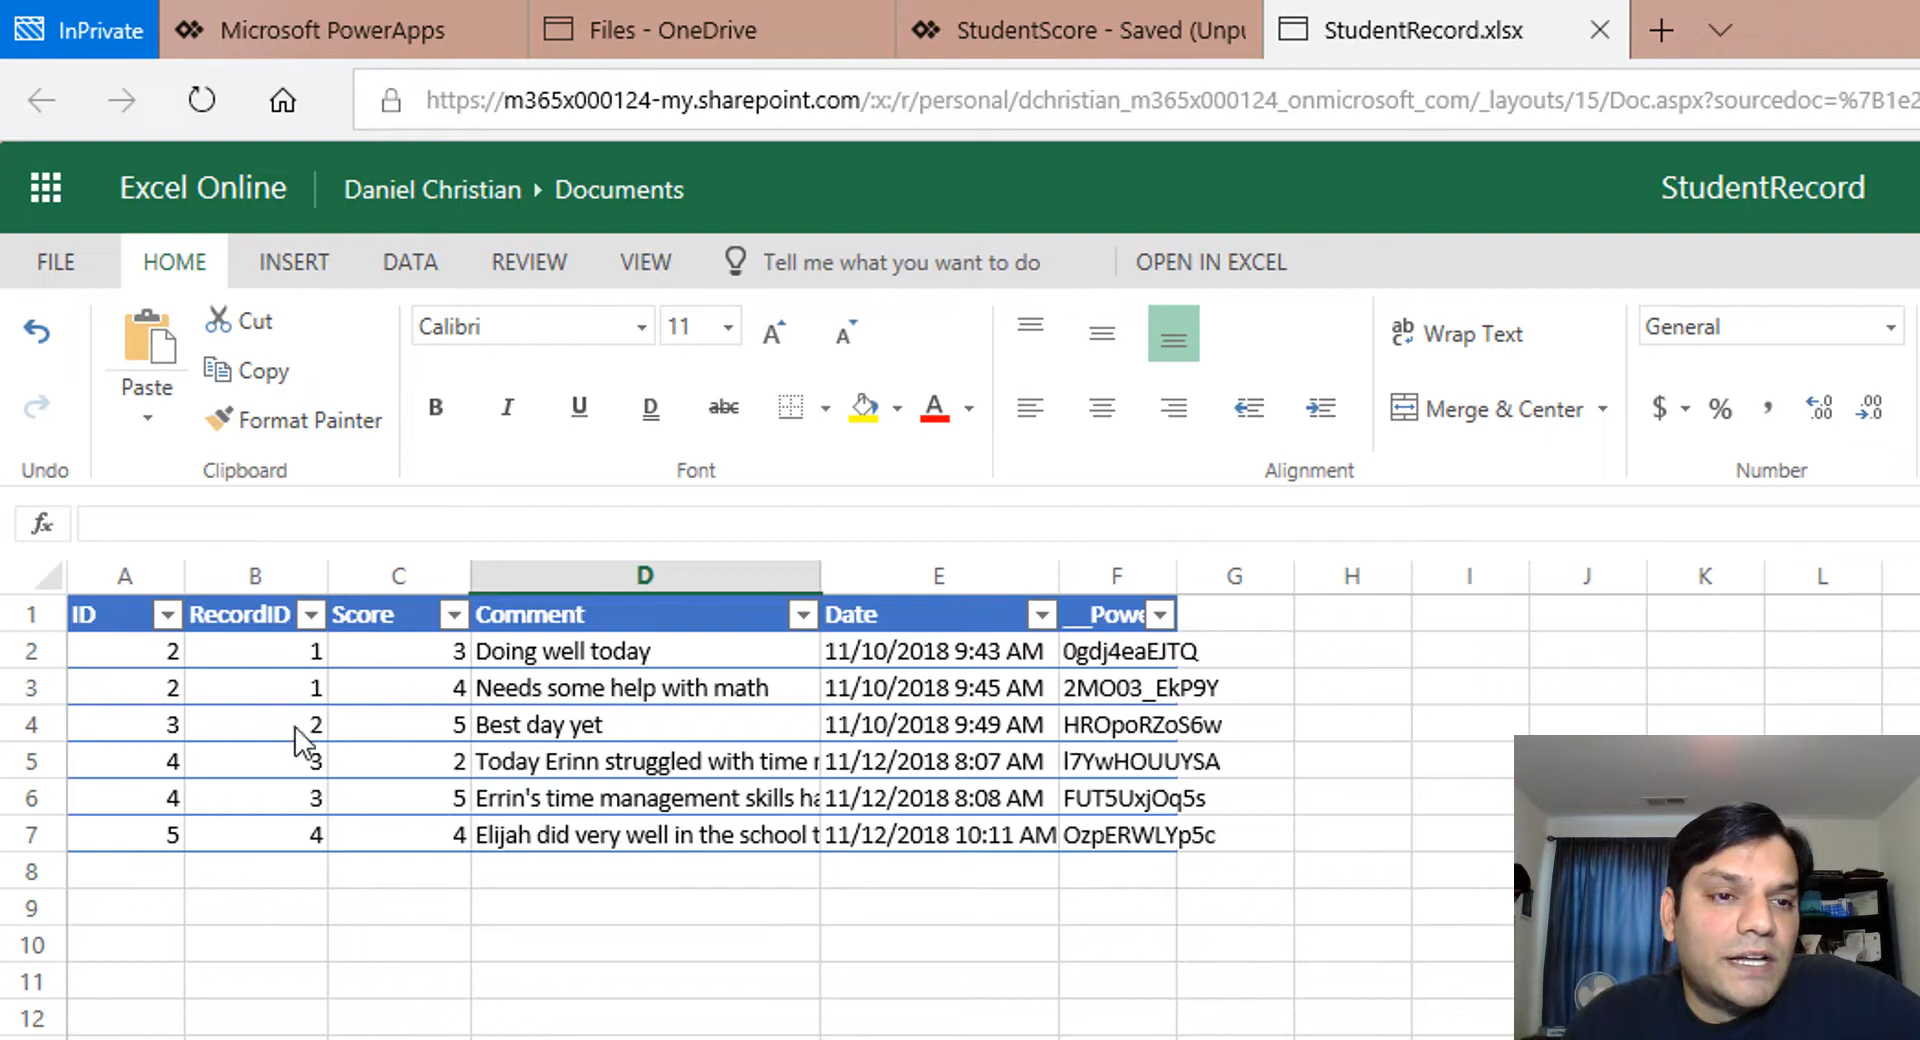 InPrivate Microsoft PowerApps Files - OneDrive StudentScore - Saved (Unpu StudentRecord.xlsx
https://m365x000124-my.sharepoint.com/:x:/r/personal/dchristian_m365x000124_onmicrosoft_com/_layouts/15/Doc.aspx?sourcedoc=%7B1e2
Excel Online Daniel Christian Documents StudentRecord
FILE HOME INSERT DATA REVIEW VIEW Tell me what you want to do OPEN IN EXCEL
Cut Calibri 11 A A ab Wrap Text General
Paste Copy
Format Painter B I U D abc A Merge & Center $ % , .00 .00 .0
Undo Clipboard Font Alignment Number
fx
A B C D E F G H I J K L
1 ID RecordID Score Comment Date __Powe
2 2 1 3 Doing well today 11/10/2018 9:43 AM 0gdj4eaEJTQ
3 2 1 4 Needs some help with math 11/10/2018 9:45 AM 2MO03_EkP9Y
4 3 2 5 Best day yet 11/10/2018 9:49 AM HROpoRZoS6w
5 4 3 2 Today Erinn struggled with time 11/12/2018 8:07 AM l7YwHOUUYSA
6 4 3 5 Errin's time management skills ha 11/12/2018 8:08 AM FUT5UxjOq5s
7 5 4 4 Elijah did very well in the school t 11/12/2018 10:11 AM OzpERWLYp5c
8
9
10
11
12